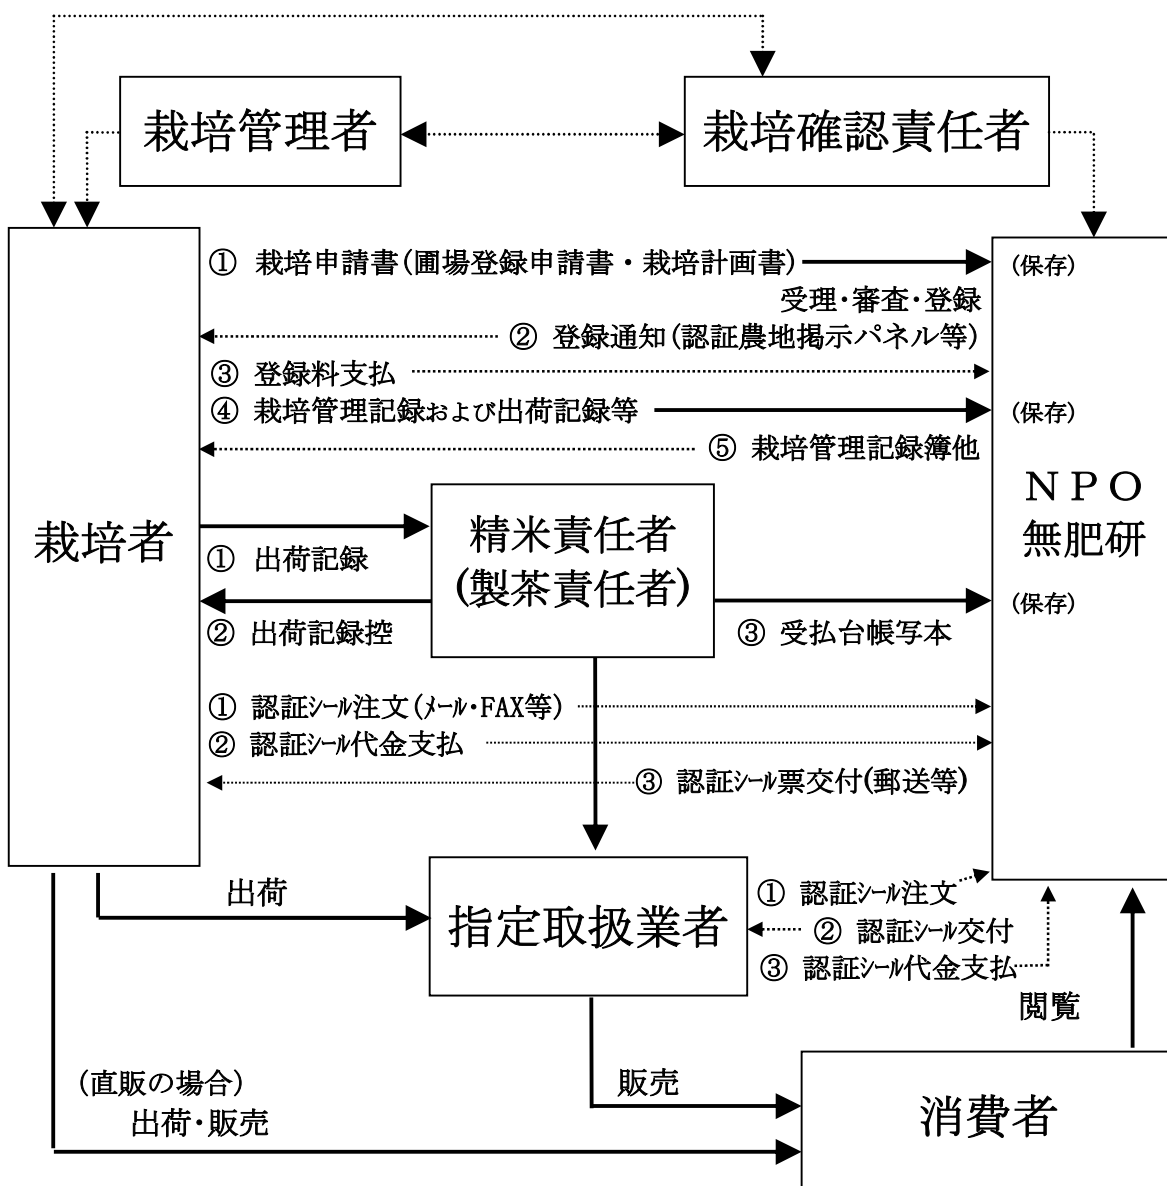 栽培管理者
栽培確認責任者
① 栽培申請書(圃場登録申請書・栽培計画書)
(保存)
受理・審査・登録
② 登録通知(認証農地掲示パネル等)
③ 登録料支払
④ 栽培管理記録および出荷記録等
(保存)
⑤ 栽培管理記録簿他
栽培者
NPO
無肥研
精米責任者
(製茶責任者)
① 出荷記録
② 出荷記録控
(保存)
③ 受払台帳写本
① 認証ｼｰﾙ注文(ﾒｰﾙ・FAX等)
② 認証ｼｰﾙ代金支払
③ 認証ｼｰﾙ票交付(郵送等)
出荷
指定取扱業者
① 認証ｼｰﾙ注文
② 認証ｼｰﾙ交付
③ 認証ｼｰﾙ代金支払
閲覧
(直販の場合)
出荷・販売
販売
消費者